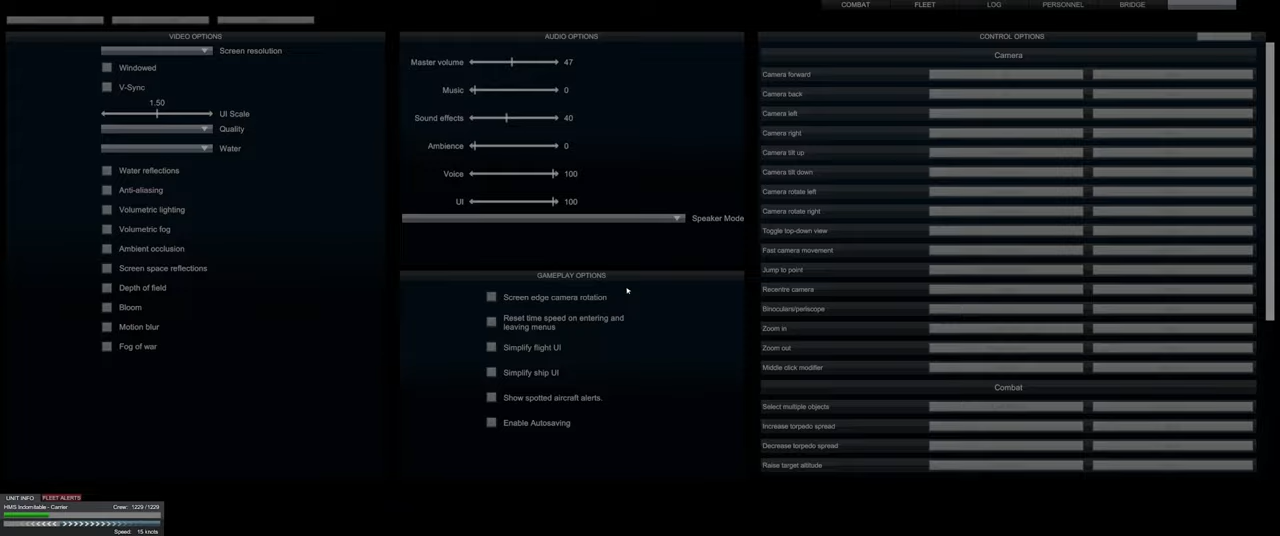 COMBAT
FLEET
LOG
PERSONNEL
BRIDGE
VIDEO OPTIONS
Screen resolution
Windowed
V-Sync
1.50
UI Scale
Quality
Water
Water reflections
Anti-aliasing
Volumetric lighting
Volumetric fog
Ambient occlusion
Screen space reflections
Depth of field
Bloom
Motion blur
Fog of war
AUDIO OPTIONS
Master volume 47
Music 0
Sound effects 40
Ambience 0
Voice 100
UI 100
Speaker Mode
GAMEPLAY OPTIONS
Screen edge camera rotation
Reset time speed on entering and
leaving menus
Simplify flight UI
Simplify ship UI
Show spotted aircraft alerts.
Enable Autosaving
CONTROL OPTIONS
Camera
Camera forward
Camera back
Camera left
Camera right
Camera tilt up
Camera tilt down
Camera rotate left
Camera rotate right
Toggle top-down view
Fast camera movement
Jump to point
Recentre camera
Binoculars/periscope
Zoom in
Zoom out
Middle click modifier
Combat
Select multiple objects
Increase torpedo spread
Decrease torpedo spread
Raise target altitude
UNIT INFO FLEET ALERTS
HMS Indomitable - Carrier Crew: 1229 / 1229
Speed: 15 knots